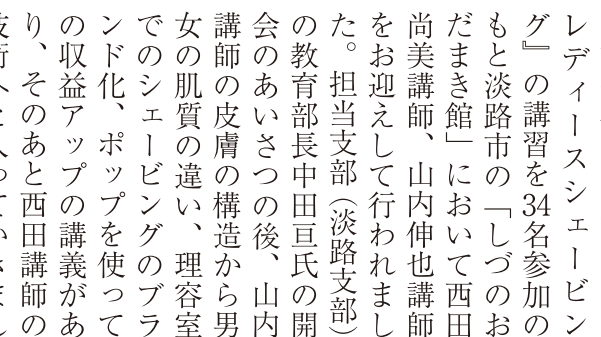 レディースシェービン
グ』の講習を34名参加の
もと淡路市の「しづのお
だまき館」において西田
尚美講師、山内伸也講師
をお迎えして行われまし
た。担当支部（淡路支部）
の教育部長中田亘氏の開
会のあいさつの後、山内
講師の皮膚の構造から男
女の肌質の違い、理容室
でのシェービングのブラ
ンド化、ポップを使って
の収益アップの講義があ
り、そのあと西田講師の